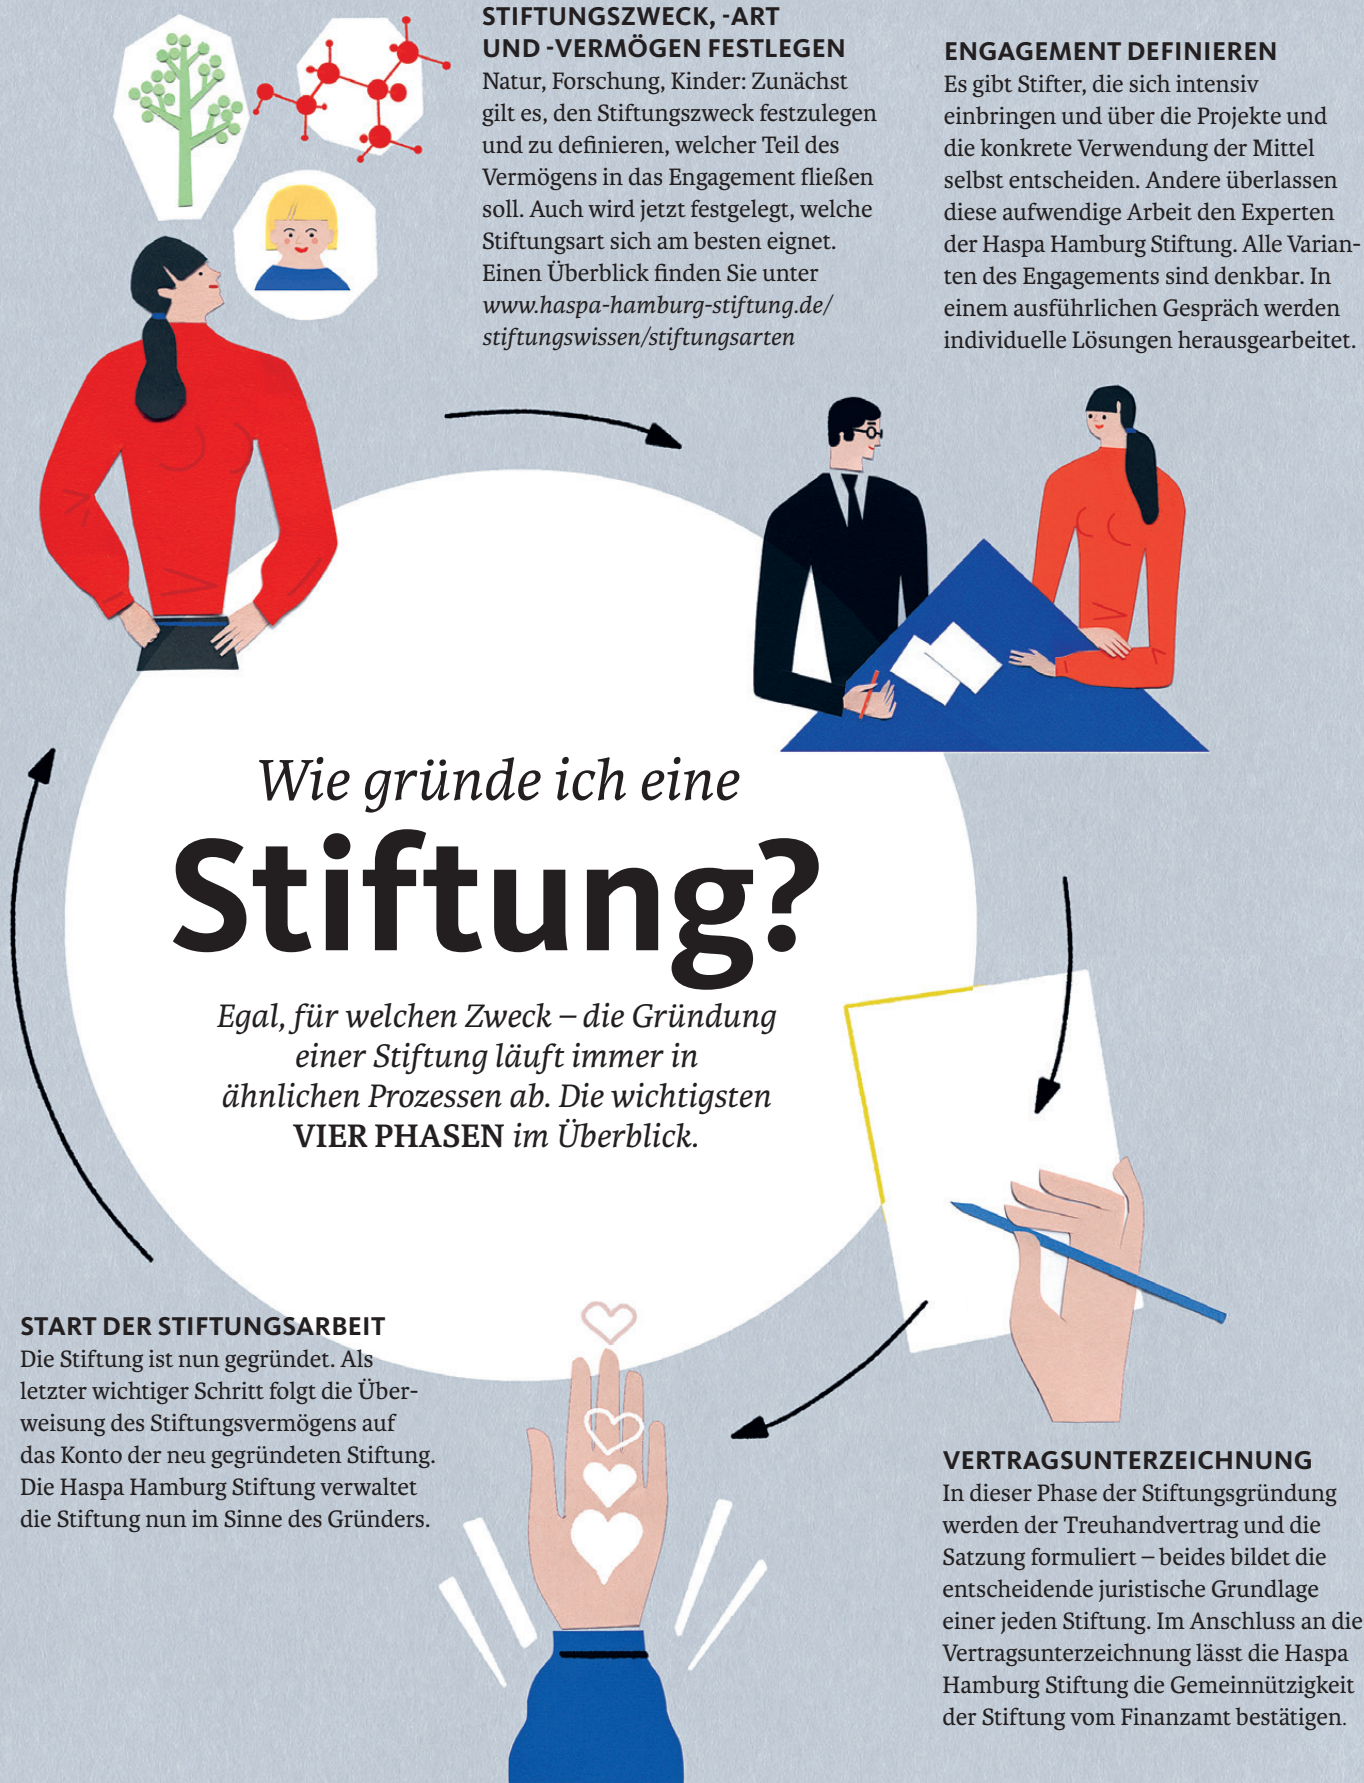 STIFTUNGSZWECK, -ART
UND -VERMÖGEN FESTLEGEN
Natur, Forschung, Kinder: Zunächst
gilt es, den Stiftungszweck festzulegen
und zu definieren, welcher Teil des
Vermögens in das Engagement fließen
soll. Auch wird jetzt festgelegt, welche
Stiftungsart sich am besten eignet.
Einen Überblick finden Sie unter
www.haspa-hamburg-stiftung.de/
stiftungswissen/stiftungsarten
ENGAGEMENT DEFINIEREN
Es gibt Stifter, die sich intensiv
einbringen und über die Projekte und
die konkrete Verwendung der Mittel
selbst entscheiden. Andere überlassen
diese aufwendige Arbeit den Experten
der Haspa Hamburg Stiftung. Alle Varian-
ten des Engagements sind denkbar. In
einem ausführlichen Gespräch werden
individuelle Lösungen herausgearbeitet.
Wie gründe ich eine
Stiftung?
Egal, für welchen Zweck – die Gründung
einer Stiftung läuft immer in
ähnlichen Prozessen ab. Die wichtigsten
VIER PHASEN im Überblick.
VERTRAGSUNTERZEICHNUNG
In dieser Phase der Stiftungsgründung
werden der Treuhandvertrag und die
Satzung formuliert – beides bildet die
entscheidende juristische Grundlage
einer jeden Stiftung. Im Anschluss an die
Vertragsunterzeichnung lässt die Haspa
Hamburg Stiftung die Gemeinnützigkeit
der Stiftung vom Finanzamt bestätigen.
START DER STIFTUNGSARBEIT
Die Stiftung ist nun gegründet. Als
letzter wichtiger Schritt folgt die Über-
weisung des Stiftungsvermögens auf
das Konto der neu gegründeten Stiftung.
Die Haspa Hamburg Stiftung verwaltet
die Stiftung nun im Sinne des Gründers.